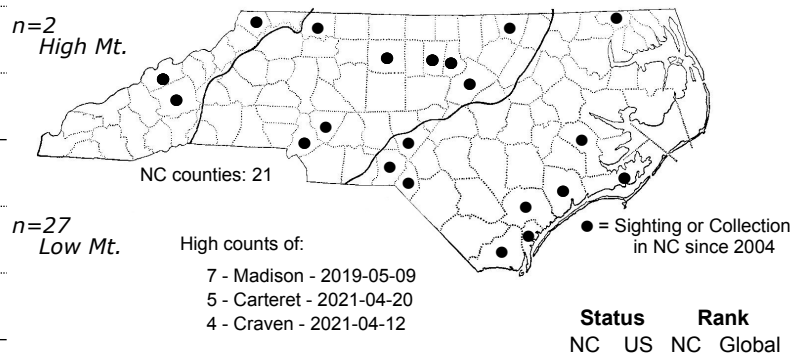 n=2
High Mt.
NC counties: 21
n=27
Low Mt.
High counts of:
7 - Madison - 2019-05-09
5 - Carteret - 2021-04-20
4 - Craven - 2021-04-12
● = Sighting or Collection
in NC since 2004
Status Rank
NC US NC Global